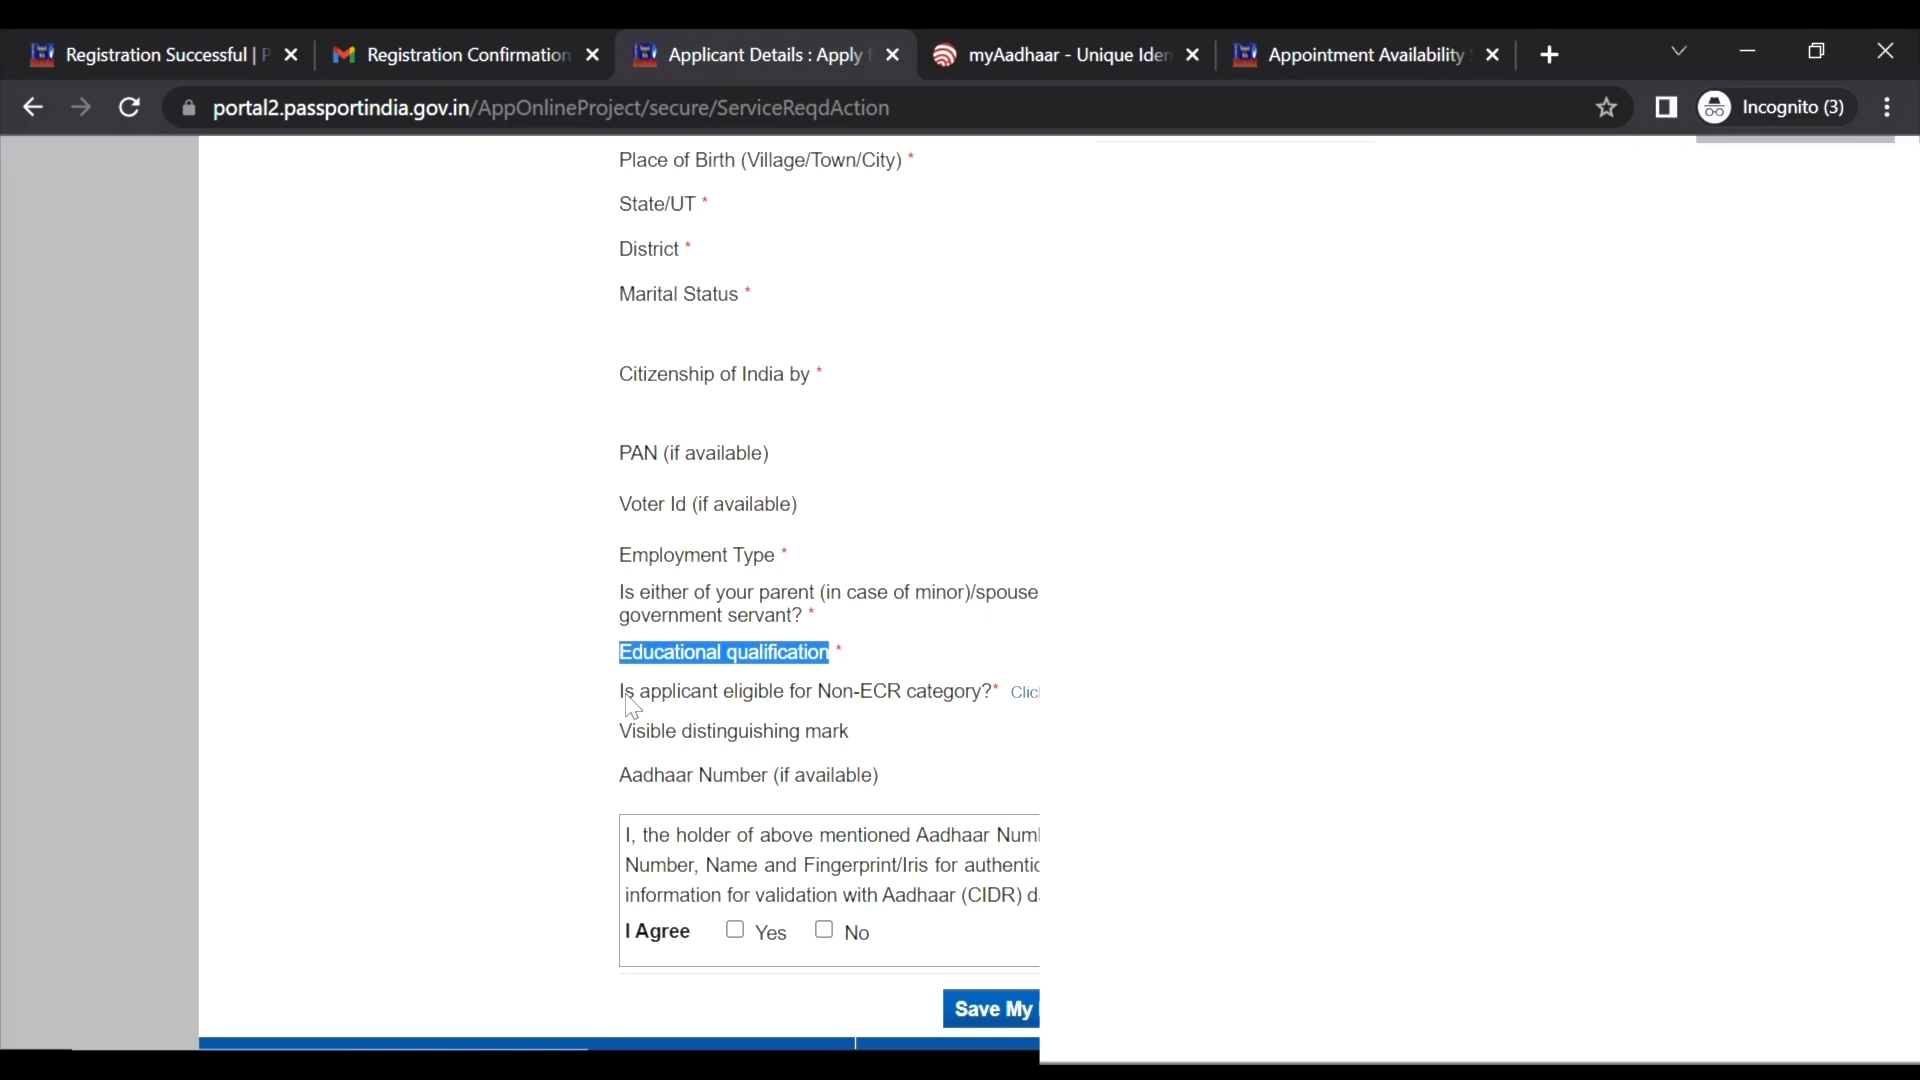 Registration Successful | P
Registration Confirmation
Applicant Details : Apply f
myAadhaar - Unique Iden
Appointment Availability S
portal2.passportindia.gov.in/AppOnlineProject/secure/ServiceReqdAction
Incognito (3)
Place of Birth (Village/Town/City) *
State/UT *
District *
Marital Status *
Citizenship of India by *
PAN (if available)
Voter Id (if available)
Employment Type *
Is either of your parent (in case of minor)/spouse
government servant? *
Educational qualification *
Is applicant eligible for Non-ECR category?* Clic
Visible distinguishing mark
Aadhaar Number (if available)
I, the holder of above mentioned Aadhaar Num
Number, Name and Fingerprint/Iris for authentic
information for validation with Aadhaar (CIDR) d
I Agree Yes No
Save My